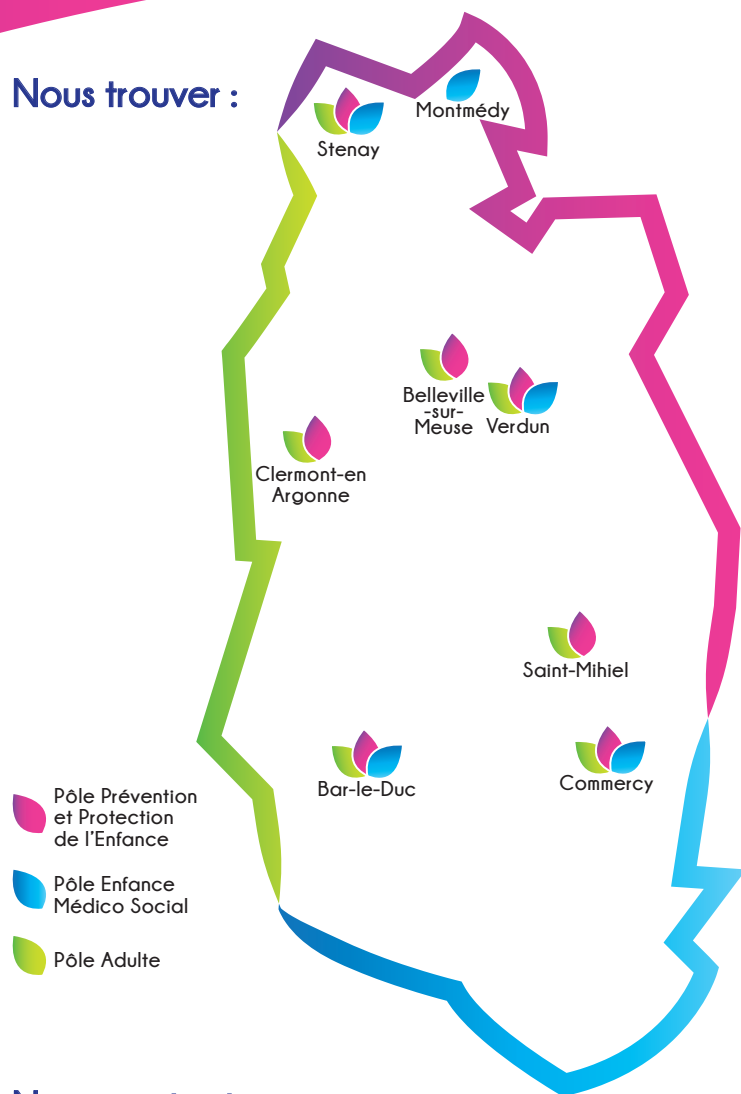 Nous trouver :
Montmédy
Stenay
Belleville
-sur-
Meuse
Verdun
Clermont-en
Argonne
Saint-Mihiel
Bar-le-Duc
Commercy
Pôle Prévention
et Protection
de l'Enfance
Pôle Enfance
Médico Social
Pôle Adulte